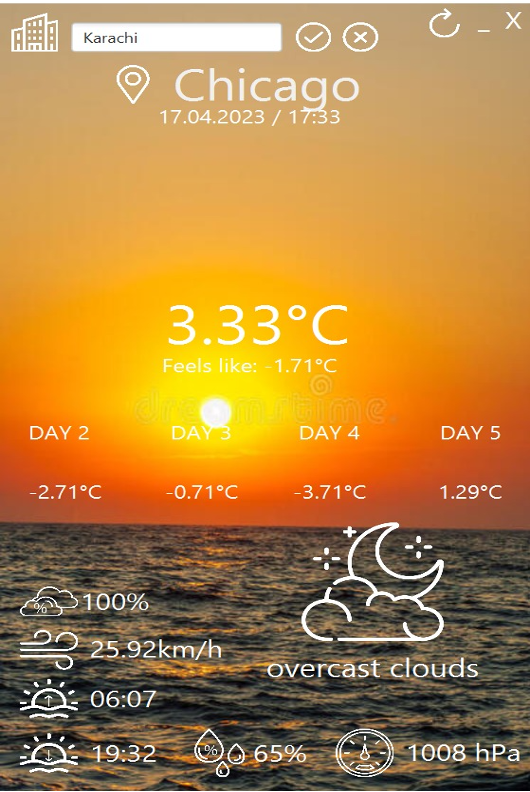 Karachi
_ X
Chicago
17.04.2023 / 17:33
3.33°C
Feels like: -1.71°C
dreamstime.
DAY 2 DAY 3 DAY 4 DAY 5
-2.71°C -0.71°C -3.71°C 1.29°C
% 100%
25.92km/h
overcast clouds
06:07
19:32 % 65% 1008 hPa